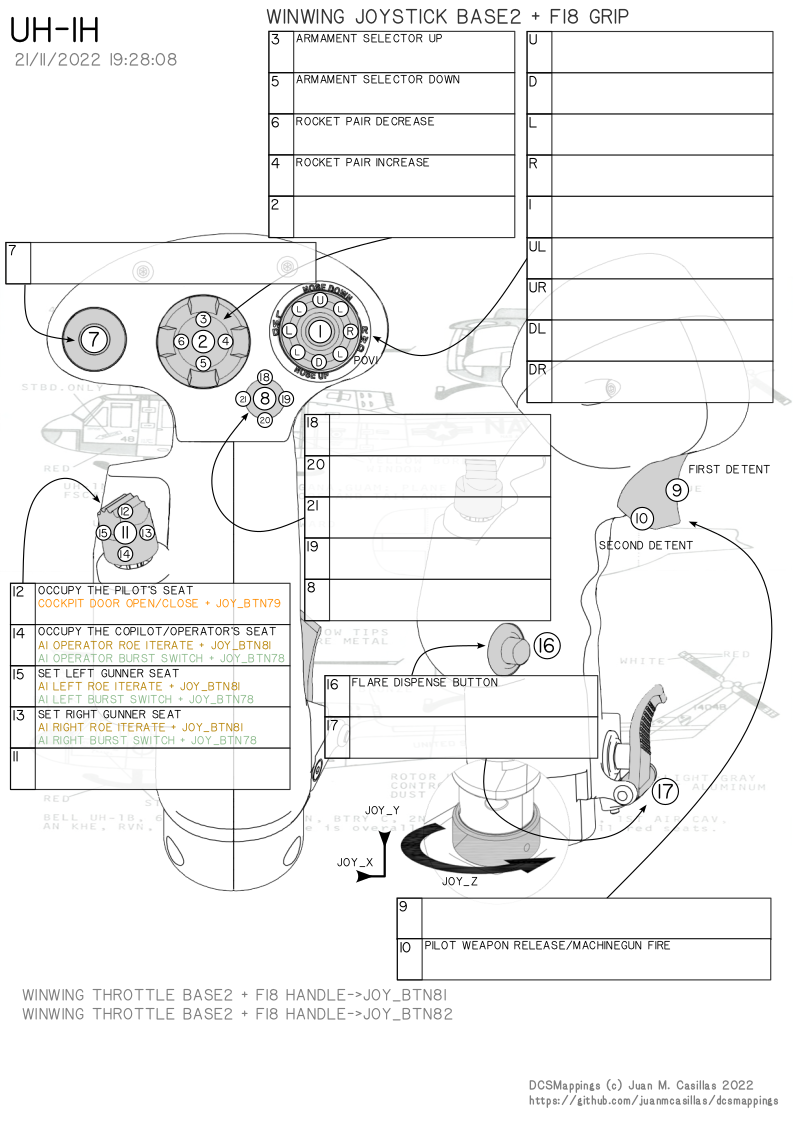 UH-1H
21/11/2022 19:28:08
WINWING JOYSTICK BASE2 + F18 GRIP
3 ARMAMENT SELECTOR UP
5 ARMAMENT SELECTOR DOWN
6 ROCKET PAIR DECREASE
4 ROCKET PAIR INCREASE
2
U
D
L
R
I
UL
UR
DL
DR
7
NOSE DOWN
U
L L
L I R
L L
D
NOSE UP
POV1
7
3
6 2 4
5
18
21 8 19
20
STBD. ONLY
RED
18
20
21
19
8
FIRST DETENT
9
10
SECOND DETENT
12
15 11 13
14
12 OCCUPY THE PILOT'S SEAT
COCKPIT DOOR OPEN/CLOSE + JOY_BTN79
14 OCCUPY THE COPILOT/OPERATOR'S SEAT
AI OPERATOR ROE ITERATE + JOY_BTN81
AI OPERATOR BURST SWITCH + JOY_BTN78
15 SET LEFT GUNNER SEAT
AI LEFT ROE ITERATE + JOY_BTN81
AI LEFT BURST SWITCH + JOY_BTN78
13 SET RIGHT GUNNER SEAT
AI RIGHT ROE ITERATE + JOY_BTN81
AI RIGHT BURST SWITCH + JOY_BTN78
11
16
16 FLARE DISPENSE BUTTON
17
WHITE
RED
17
RED
JOY_Y
JOY_X
JOY_Z
9
10 PILOT WEAPON RELEASE/MACHINEGUN FIRE
WINWING THROTTLE BASE2 + F18 HANDLE->JOY_BTN81
WINWING THROTTLE BASE2 + F18 HANDLE->JOY_BTN82
DCSMappings (c) Juan M. Casillas 2022
https://github.com/juanmcasillas/dcsmappings